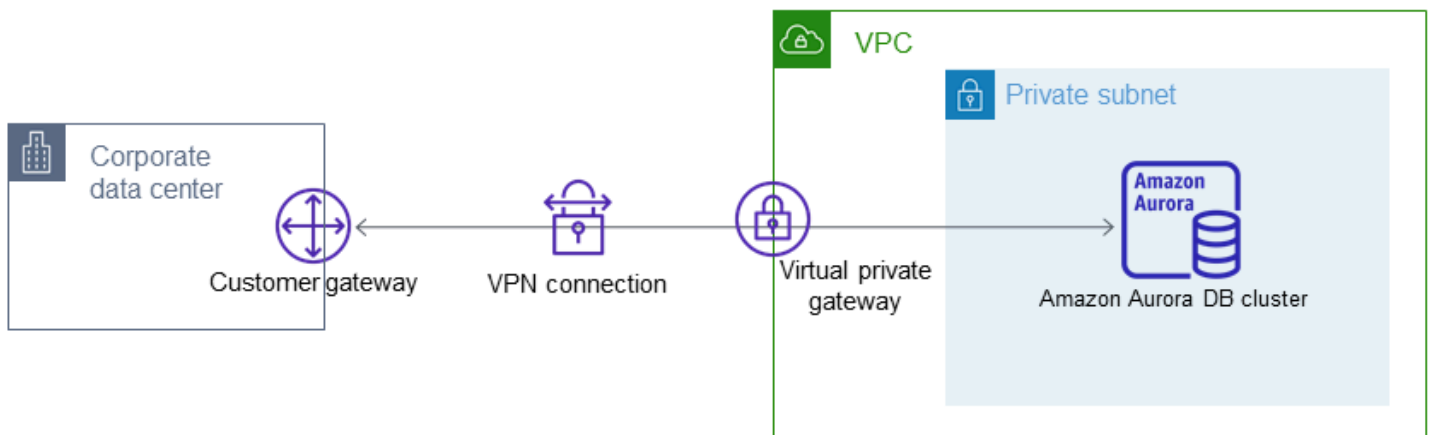 VPC
Private subnet
Corporate
data center
Amazon
Aurora
Customer gateway
VPN connection
Virtual private
gateway
Amazon Aurora DB cluster